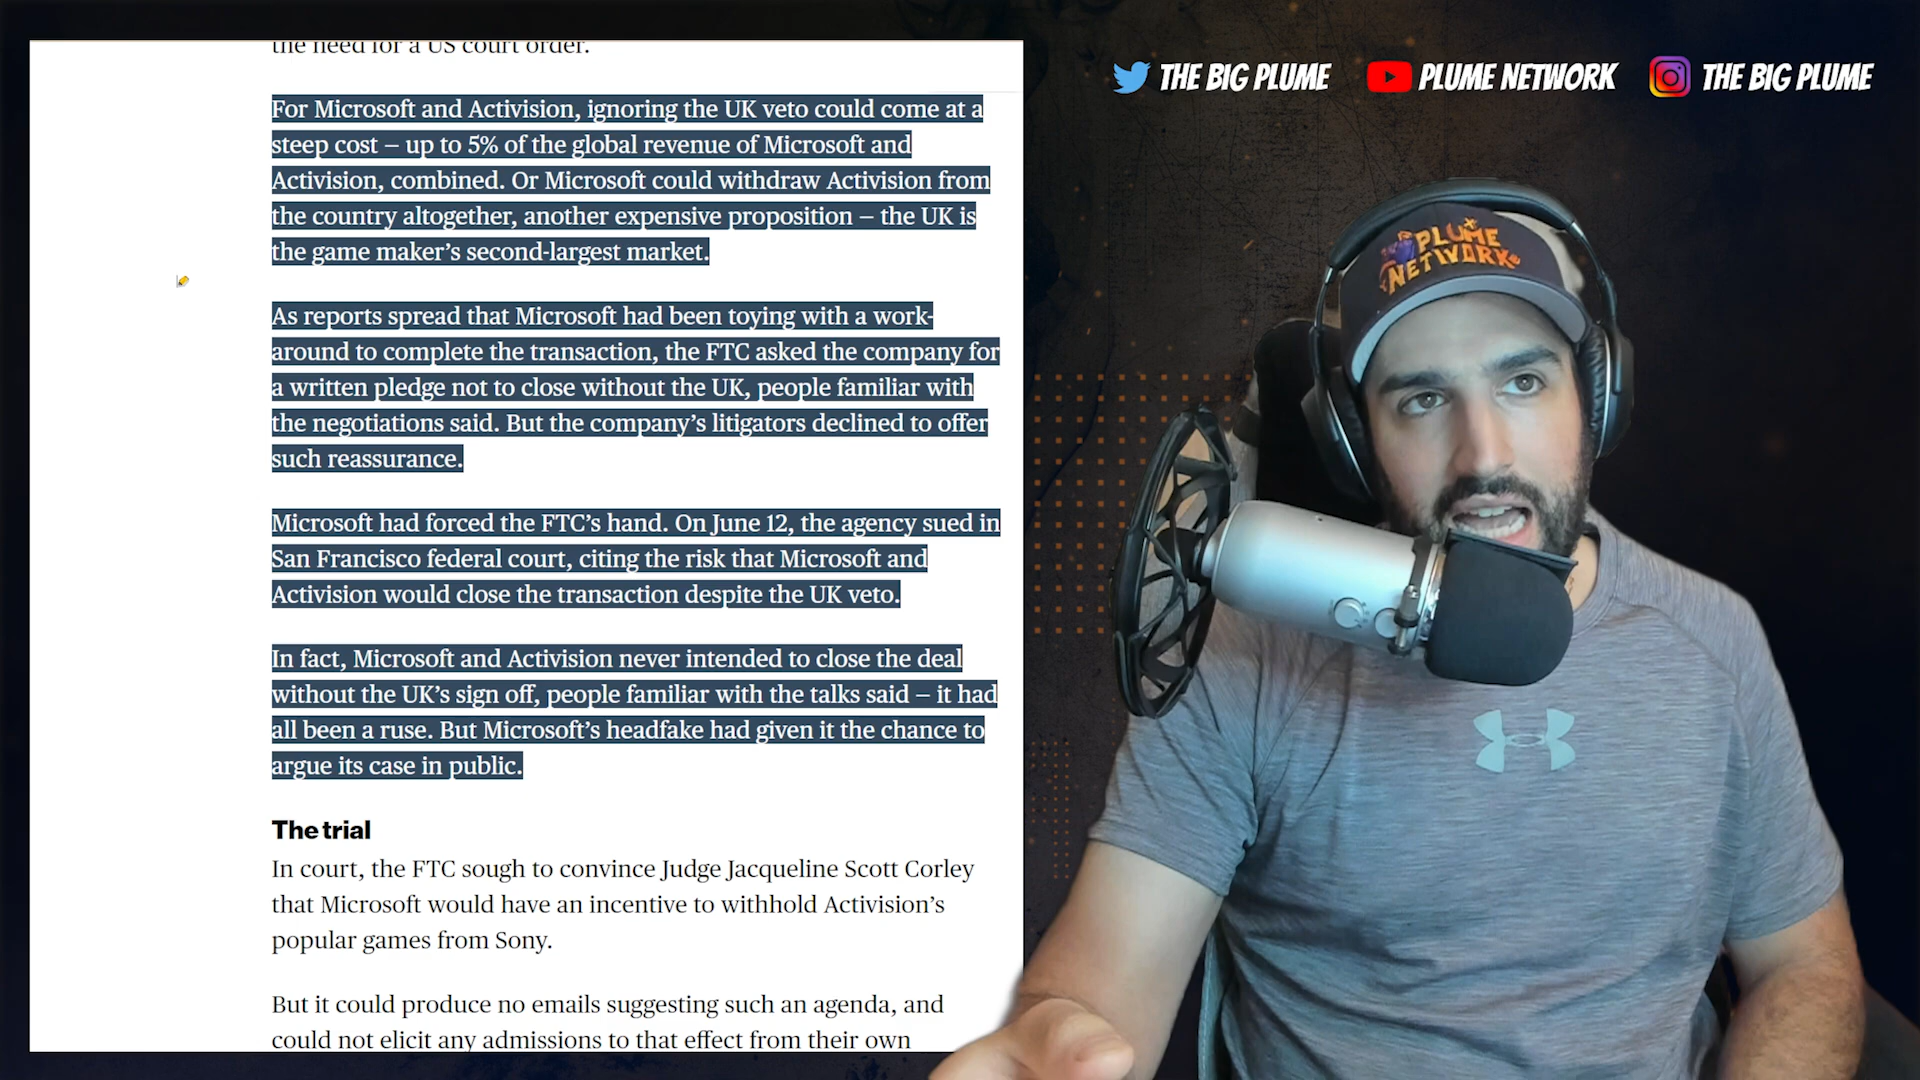 the need for a US court order.
For Microsoft and Activision, ignoring the UK veto could come at a
steep cost – up to 5% of the global revenue of Microsoft and
Activision, combined. Or Microsoft could withdraw Activision from
the country altogether, another expensive proposition – the UK is
the game maker’s second-largest market.
As reports spread that Microsoft had been toying with a work-
around to complete the transaction, the FTC asked the company for
a written pledge not to close without the UK, people familiar with
the negotiations said. But the company’s litigators declined to offer
such reassurance.
Microsoft had forced the FTC’s hand. On June 12, the agency sued in
San Francisco federal court, citing the risk that Microsoft and
Activision would close the transaction despite the UK veto.
In fact, Microsoft and Activision never intended to close the deal
without the UK’s sign off, people familiar with the talks said – it had
all been a ruse. But Microsoft’s headfake had given it the chance to
argue its case in public.
The trial
In court, the FTC sough to convince Judge Jacqueline Scott Corley
that Microsoft would have an incentive to withhold Activision’s
popular games from Sony.
But it could produce no emails suggesting such an agenda, and
could not elicit any admissions to that effect from their own
THE BIG PLUME
PLUME NETWORK
THE BIG PLUME
PLUME
NETWORK